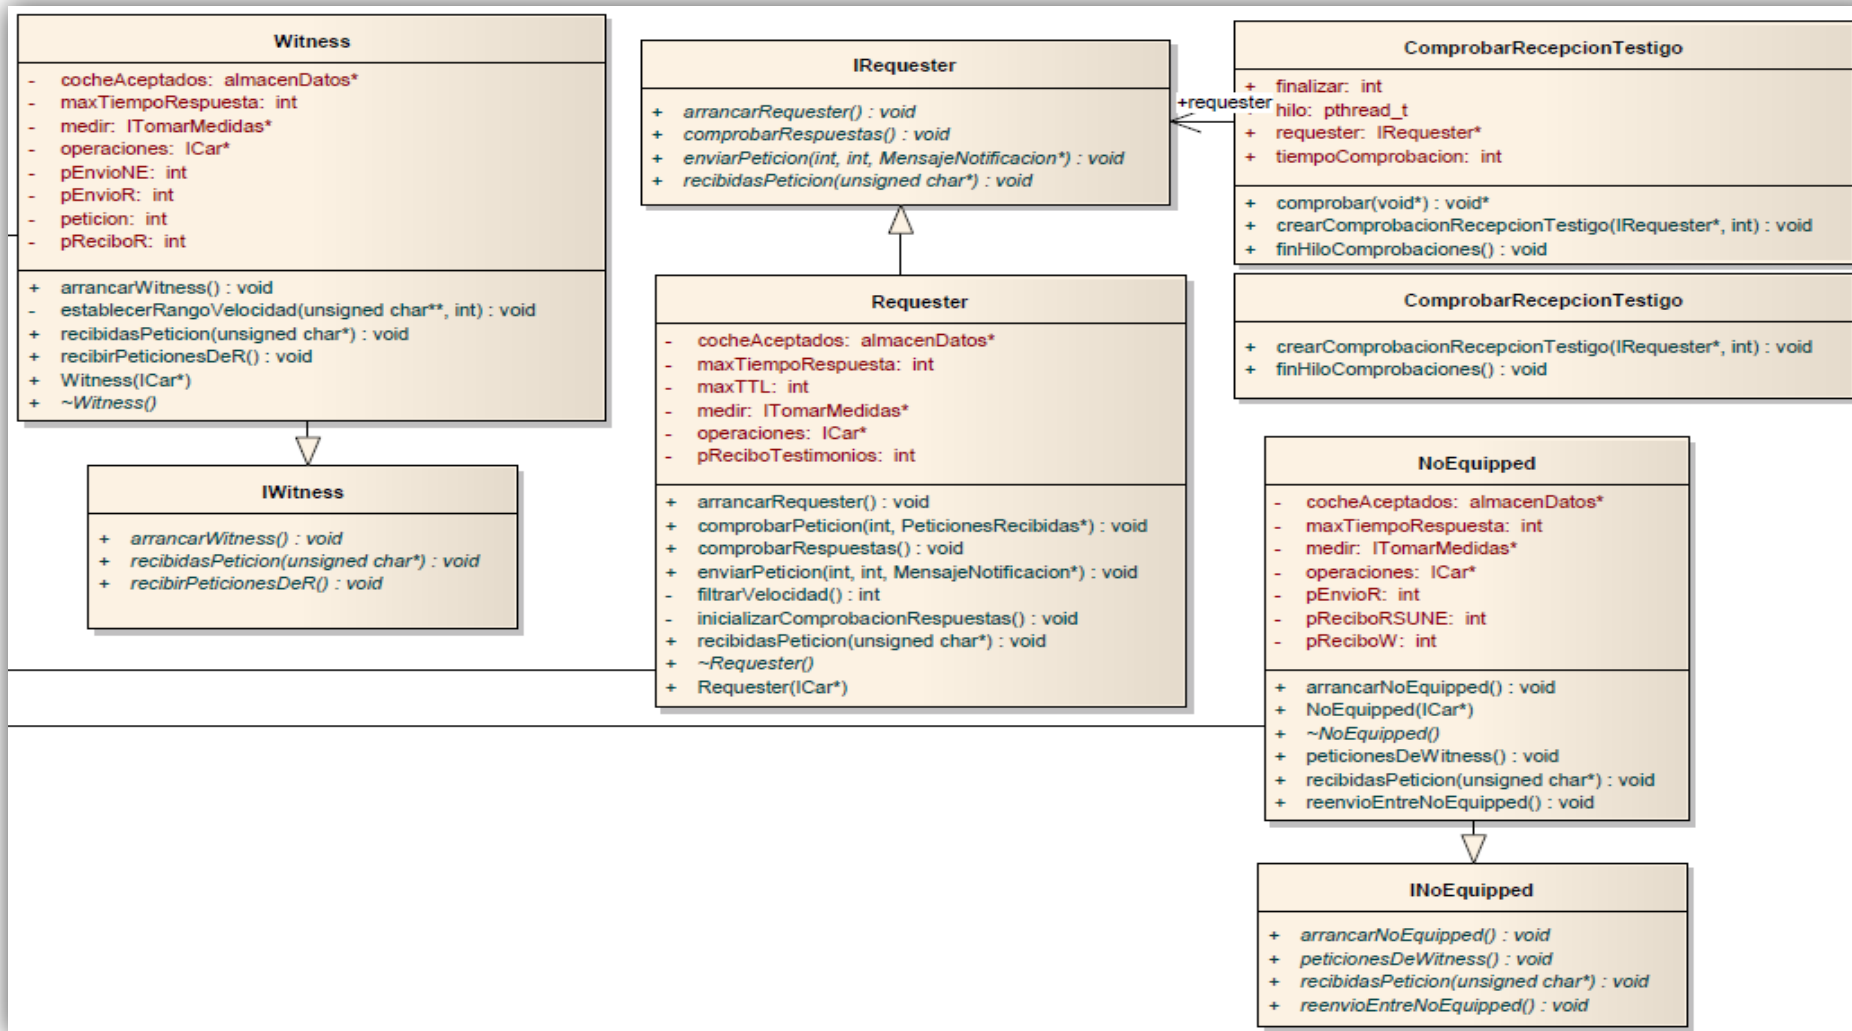 Witness
- cocheAceptados: almacenDatos*
- maxTiempoRespuesta: int
- medir: ITomarMedidas*
- operaciones: ICar*
- pEnvioNE: int
- pEnvioR: int
- peticion: int
- pReciboR: int
+ arrancarWitness() : void
- establecerRangoVelocidad(unsigned char**, int) : void
+ recibidasPeticion(unsigned char*) : void
+ recibirPeticionesDeR() : void
+ Witness(ICar*)
+ ~Witness()
IWitness
+ arrancarWitness() : void
+ recibidasPeticion(unsigned char*) : void
+ recibirPeticionesDeR() : void
IRequester
+ arrancarRequester() : void
+ comprobarRespuestas() : void
+ enviarPeticion(int, int, MensajeNotificacion*) : void
+ recibidasPeticion(unsigned char*) : void
+requester
Requester
- cocheAceptados: almacenDatos*
- maxTiempoRespuesta: int
- maxTTL: int
- medir: ITomarMedidas*
- operaciones: ICar*
- pReciboTestimonios: int
+ arrancarRequester() : void
+ comprobarPeticion(int, PeticionesRecibidas*) : void
+ comprobarRespuestas() : void
+ enviarPeticion(int, int, MensajeNotificacion*) : void
- filtrarVelocidad() : int
- inicializarComprobacionRespuestas() : void
+ recibidasPeticion(unsigned char*) : void
+ ~Requester()
+ Requester(ICar*)
ComprobarRecepcionTestigo
+ finalizar: int
hilo: pthread_t
+ requester: IRequester*
+ tiempoComprobacion: int
+ comprobar(void*) : void*
+ crearComprobacionRecepcionTestigo(IRequester*, int) : void
+ finHiloComprobaciones() : void
ComprobarRecepcionTestigo
+ crearComprobacionRecepcionTestigo(IRequester*, int) : void
+ finHiloComprobaciones() : void
NoEquipped
- cocheAceptados: almacenDatos*
- maxTiempoRespuesta: int
- medir: ITomarMedidas*
- operaciones: ICar*
- pEnvioR: int
- pReciboRSUNE: int
- pReciboW: int
+ arrancarNoEquipped() : void
+ NoEquipped(ICar*)
+ ~NoEquipped()
+ peticionesDeWitness() : void
+ recibidasPeticion(unsigned char*) : void
+ reenvioEntreNoEquipped() : void
INoEquipped
+ arrancarNoEquipped() : void
+ peticionesDeWitness() : void
+ recibidasPeticion(unsigned char*) : void
+ reenvioEntreNoEquipped() : void